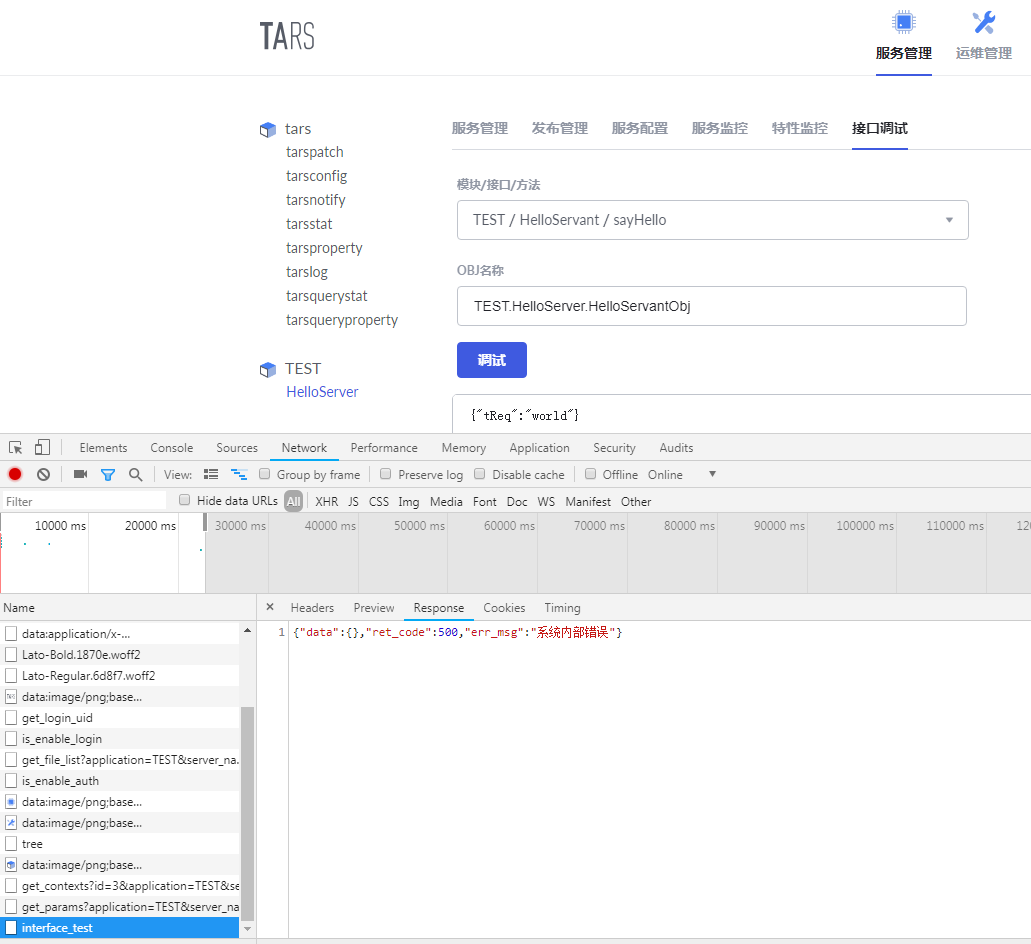 TARS
服务管理
运维管理
tars
tarspatch
tarsconfig
tarsnotify
tarsstat
tarsproperty
tarslog
tarsquerystat
tarsqueryproperty
TEST
HelloServer
服务管理 发布管理 服务配置 服务监控 特性监控 接口调试
模块/接口/方法
TEST / HelloServant / sayHello
OBJ名称
TEST.HelloServer.HelloServantObj
调试
{"tReq":"world"}
Elements Console Sources Network Performance Memory Application Security Audits
View: Group by frame Preserve log Disable cache Offline Online
Filter Hide data URLs All XHR JS CSS Img Media Font Doc WS Manifest Other
10000 ms 20000 ms 30000 ms 40000 ms 50000 ms 60000 ms 70000 ms 80000 ms 90000 ms 100000 ms 110000 ms 12
Name
data:application/x-...
Lato-Bold.1870e.woff2
Lato-Regular.6d8f7.woff2
data:image/png;base...
get_login_uid
is_enable_login
get_file_list?application=TEST&server_na.
is_enable_auth
data:image/png;base...
data:image/png;base...
tree
data:image/png;base...
get_contexts?id=3&application=TEST&se
get_params?application=TEST&server_na
interface_test
× Headers Preview Response Cookies Timing
1 {"data":{},"ret_code":500,"err_msg":"系统内部错误"}